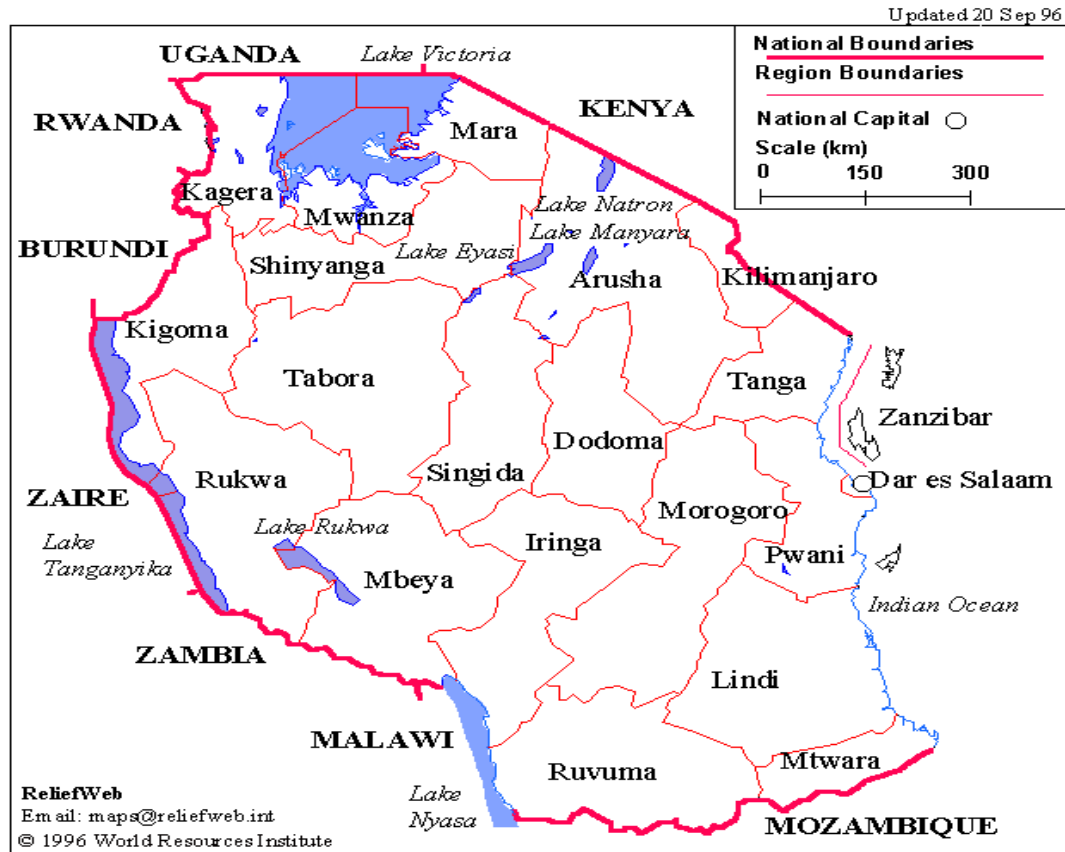 Updated 20 Sep 96
UGANDA
Lake Victoria
National Boundaries
Region Boundaries
National Capital
Scale (km)
0 150 300
KENYA
RWANDA
Mara
Kagera
Mwanza
Lake Natron
Lake Manyara
BURUNDI
Lake Eyasi
Shinyanga
Arusha
Kilimanjaro
Kigoma
Tabora
Tanga
Zanzibar
Dodoma
Singida
Rukwa
Dar es Salaam
ZAIRE
Morogoro
Lake
Tanganyika
Lake Rukwa
Iringa
Pwani
Mbeya
Indian Ocean
ZAMBIA
Lindi
MALAWI
Ruvuma
Mtwara
Lake
Nyasa
MOZAMBIQUE
ReliefWeb
Email: maps@reliefweb.int
© 1996 World Resources Institute